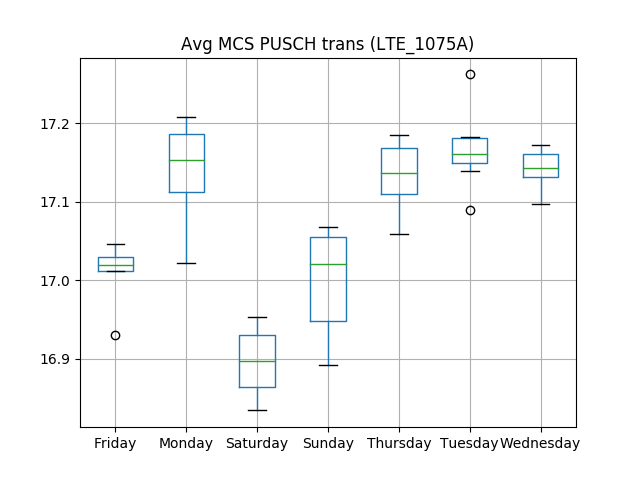 Avg MCS PUSCH trans (LTE_1075A)
17.2
17.1
17.0
16.9
Friday Monday Saturday Sunday Thursday Tuesday Wednesday